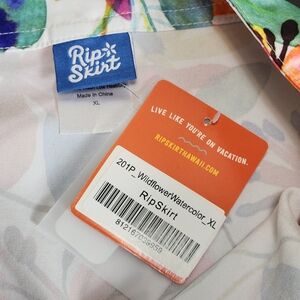 Rip
Skirt
Made in China
XL
LIVE LIKE YOU'RE ON VACATION.
RIPSKIRTHAWAII.COM
201P_WildflowerWatercolor_XL
RipSkirt